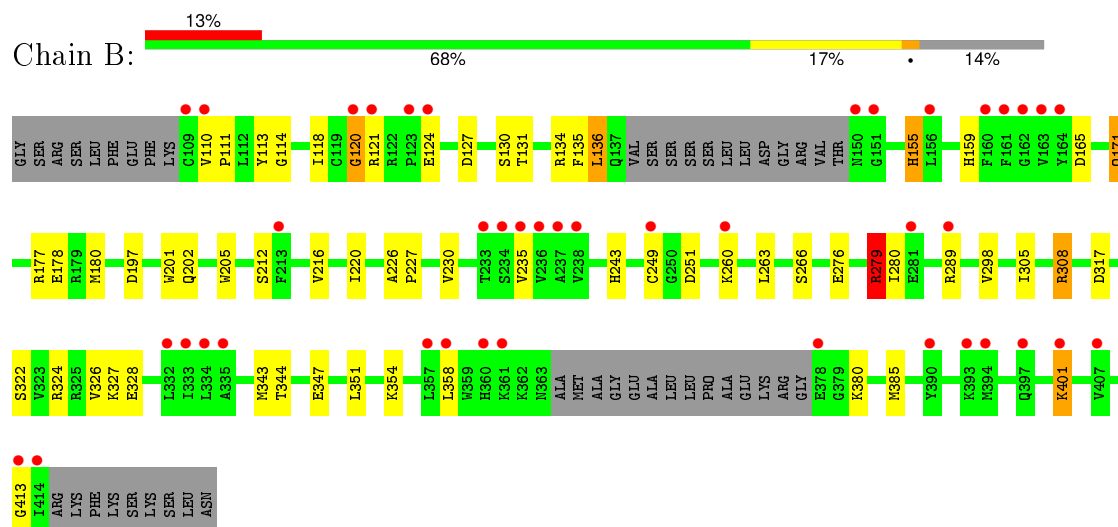 13%
Chain B:
68% 17% • 14%
GLY SER ARG SER LEU PHE GLU PHE LYS C109 V110 P111 L112 Y113 G114 I118 C119 G120 R121 R122 P123 E124 D127 S130 T131 R134 F135 L136 Q137 VAL SER SER SER SER LEU LEU ASP GLY ARG VAL THR N150 G151 H155 L156 H159 F160 F161 G162 V163 Y164 D165
R177 E178 R179 M180 D197 W201 Q202 W205 S212 F213 V216 I220 A226 P227 V230 T233 S234 V235 V236 A237 V238 H243 C249 G250 D251 K260 L263 S266 E276 R279 I280 E281 R289 V298 I305 R308 D317
S322 V323 R324 R325 V326 K327 E328 L332 I333 L334 A335 M343 T344 E347 L351 K354 L357 L358 W359 H360 K361 K362 N363 ALA MET ALA GLY GLU ALA LEU LEU PRO ALA GLU LYS ARG GLY E378 G379 K380 M385 Y390 K393 M394 Q397 K401 V407
G413 I414 ARG LYS PHE LYS SER LYS SER LEU ASN